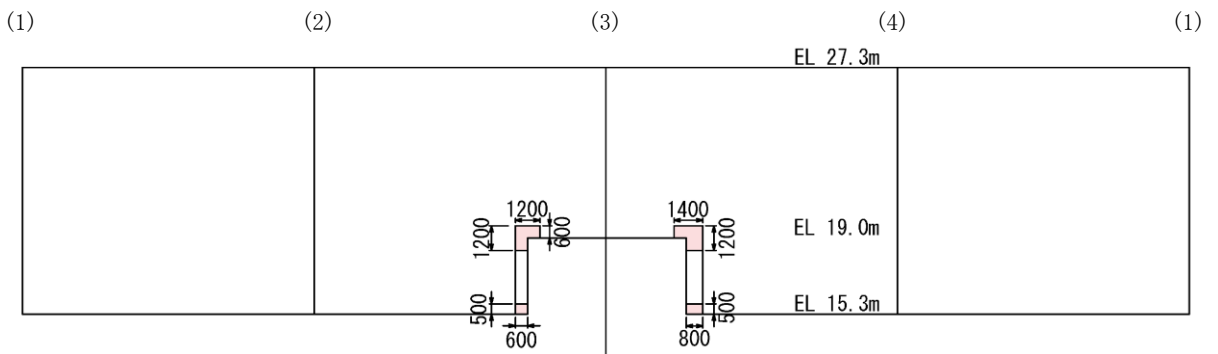 (1) (2) (3) (4) (1)
EL 27.3m
1200 1400
1200 600 1200 EL 19.0m
500 500 EL 15.3m
600 800